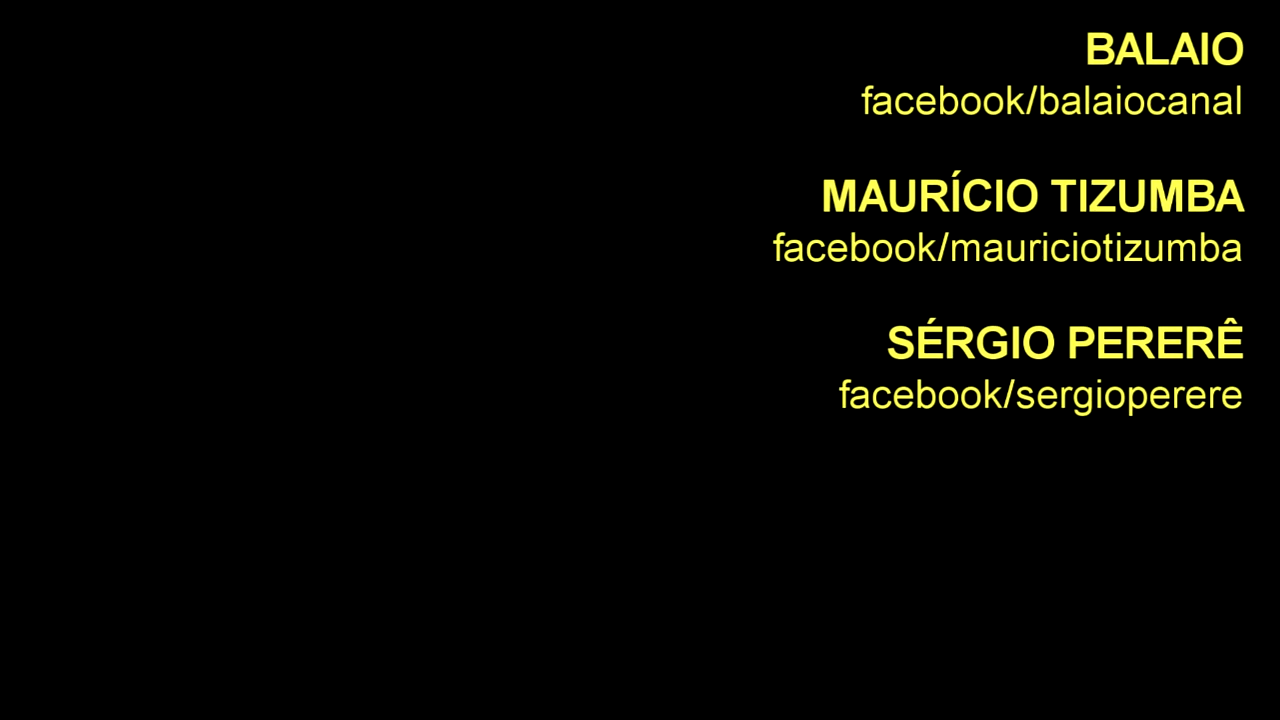 BALAIO
facebook/balaiocanal
MAURÍCIO TIZUMBA
facebook/mauriciotizumba
SÉRGIO PERERÊ
facebook/sergioperere